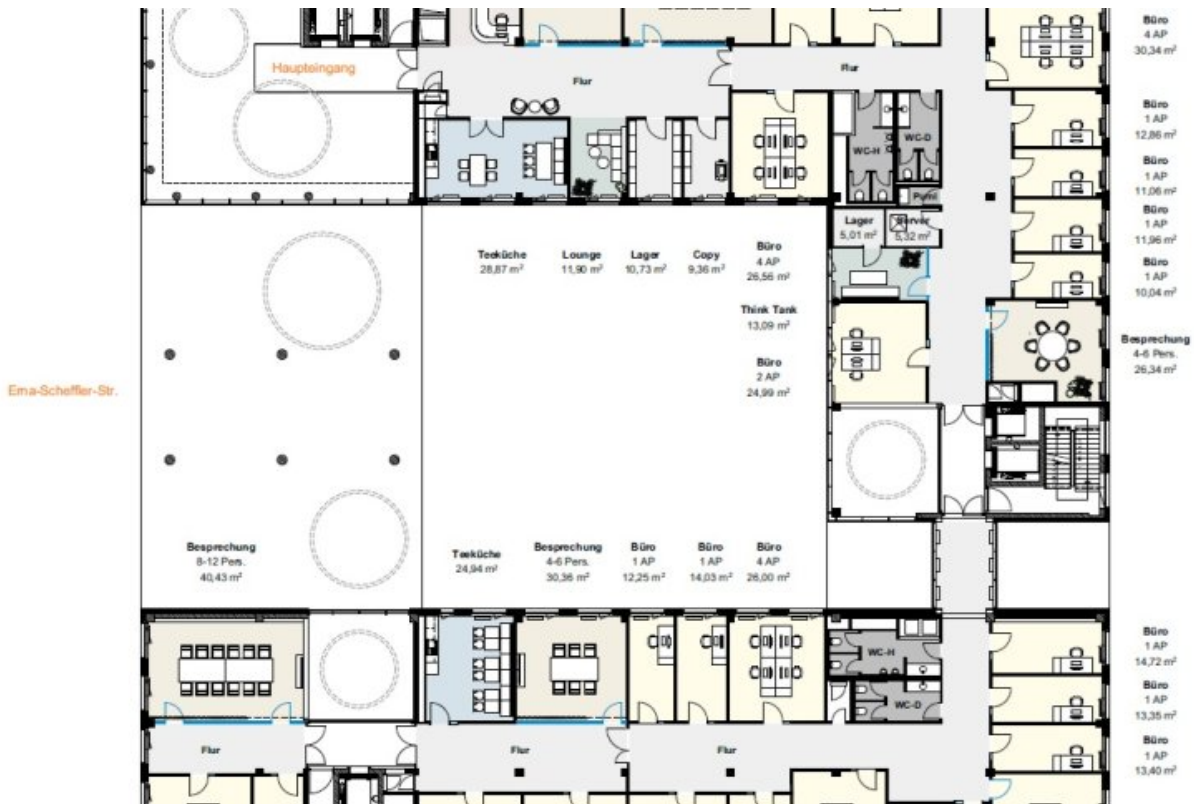 Büro
4 AP
30,34 m²
Haupteingang
Flur
Flur
Büro
1 AP
12,86 m²
WC-H
WC-D
Büro
1 AP
11,06 m²
Pumi
Lager
5,01 m²
Server
5,32 m²
Büro
1 AP
11,96 m²
Teeküche
28,87 m²
Lounge
11,90 m²
Lager
10,73 m²
Copy
9,36 m²
Büro
4 AP
26,56 m²
Büro
1 AP
10,04 m²
Think Tank
13,09 m²
Besprechung
4-6 Pers.
26,34 m²
Büro
2 AP
24,99 m²
Erna-Scheffler-Str.
Besprechung
8-12 Pers.
40,43 m²
Teeküche
24,94 m²
Besprechung
4-6 Pers.
30,36 m²
Büro
1 AP
12,25 m²
Büro
1 AP
14,03 m²
Büro
4 AP
26,00 m²
WC-H
Büro
1 AP
14,72 m²
WC-D
Büro
1 AP
13,35 m²
Flur
Flur
Flur
Büro
1 AP
13,40 m²